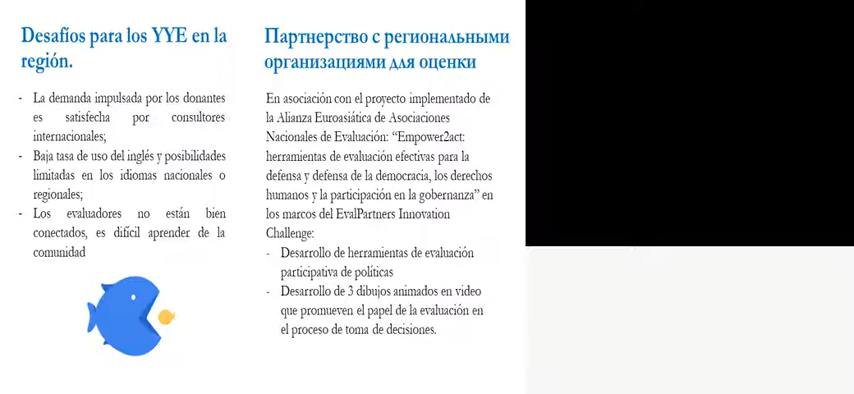 Desafíos para los YYE en la
región.
- La demanda impulsada por los donantes
es satisfecha por consultores
internacionales;
- Baja tasa de uso del inglés y posibilidades
limitadas en los idiomas nacionales o
regionales;
- Los evaluadores no están bien
conectados, es difícil aprender de la
comunidad
Партнерство с региональными
организациями для оценки
En asociación con el proyecto implementado de
la Alianza Euroasiática de Asociaciones
Nacionales de Evaluación: “Empower2act:
herramientas de evaluación efectivas para la
defensa y defensa de la democracia, los derechos
humanos y la participación en la gobernanza” en
los marcos del EvalPartners Innovation
Challenge:
- Desarrollo de herramientas de evaluación
participativa de políticas
- Desarrollo de 3 dibujos animados en video
que promueven el papel de la evaluación en
el proceso de toma de decisiones.